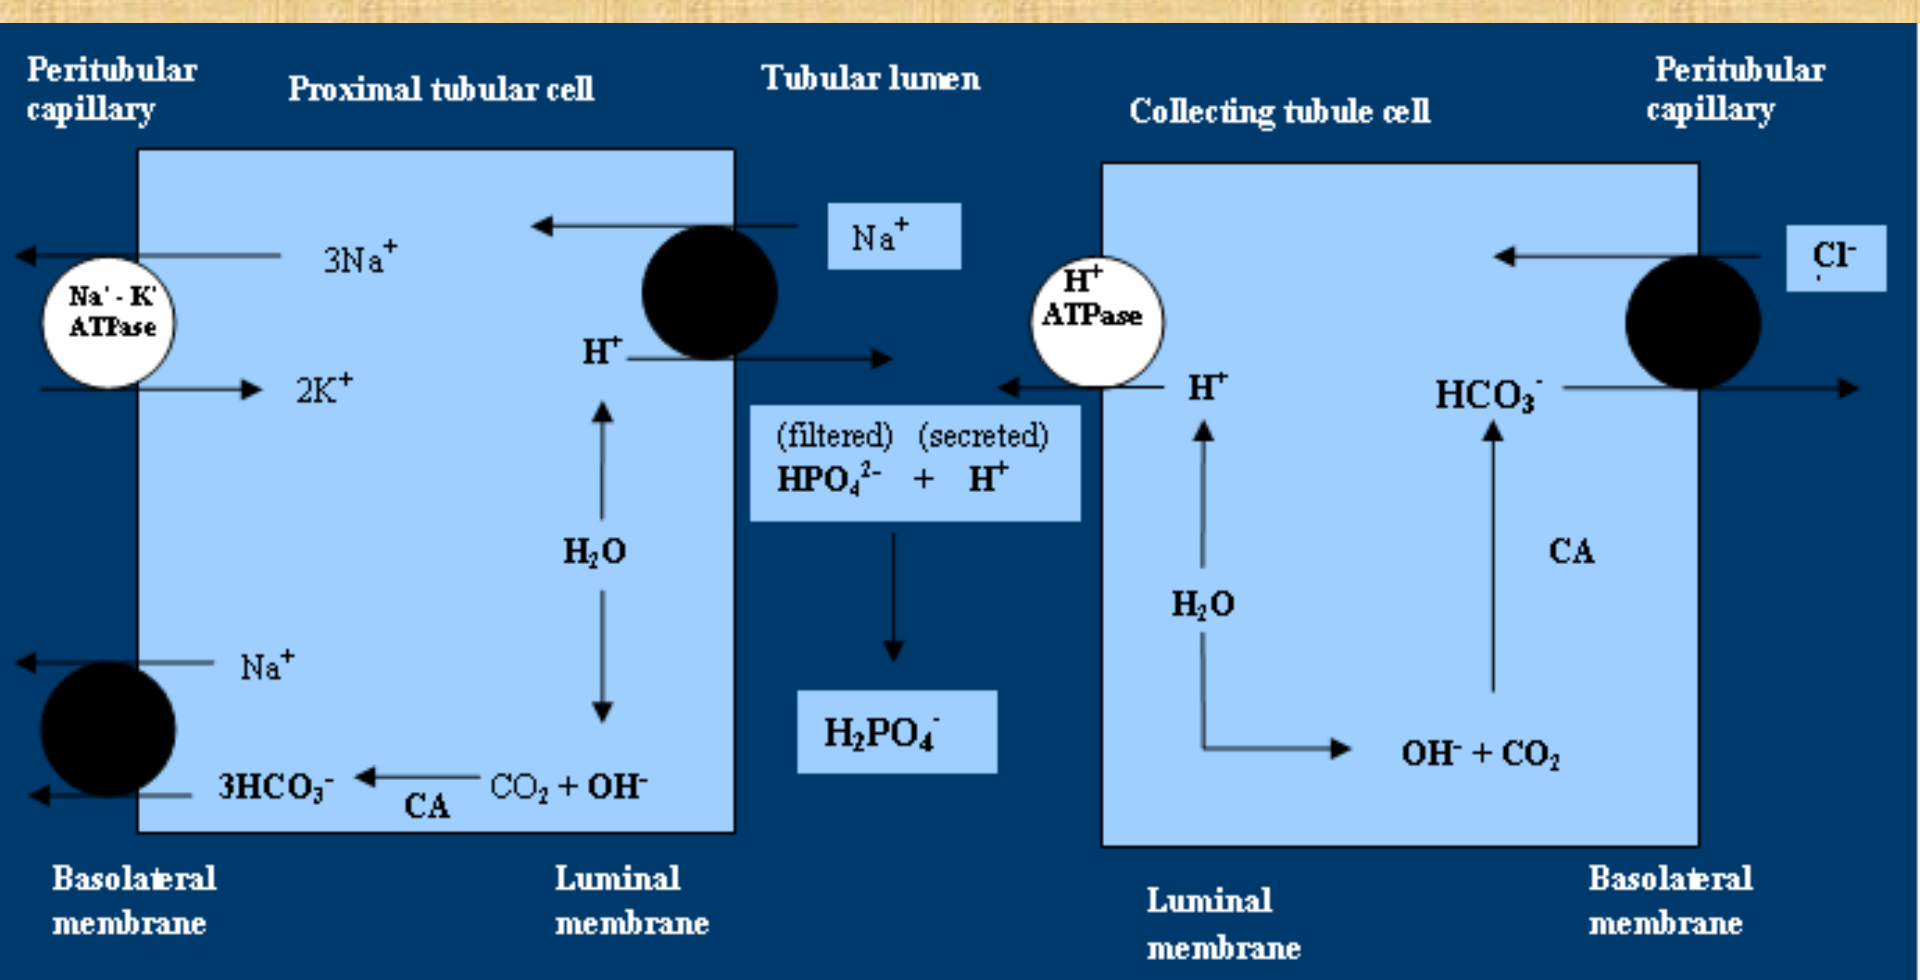 Peritubular
capillary
Proximal tubular cell
Tubular lumen
Collecting tubule cell
Peritubular
capillary
3Na⁺
Na⁺ - K⁺
ATPase
2K⁺
Na⁺
H⁺
H₂O
Na⁺
3HCO₃⁻
CA
CO₂ + OH⁻
(filtered) (secreted)
HPO₄²⁻ + H⁺
H₂PO₄⁻
H⁺
ATPase
H⁺
H₂O
OH⁻ + CO₂
CA
HCO₃⁻
Cl⁻
Basolateral
membrane
Luminal
membrane
Luminal
membrane
Basolateral
membrane